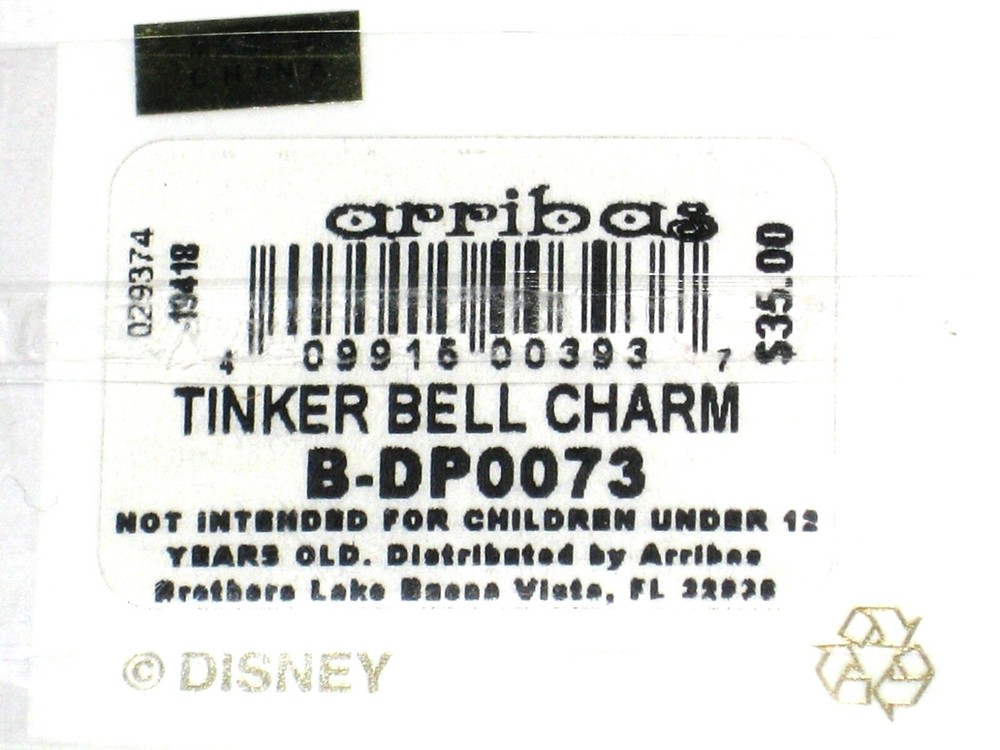 CHINA
arribas
029374
-19418
$35.00
4 09916 00393 7
TINKER BELL CHARM
B-DP0073
NOT INTENDED FOR CHILDREN UNDER 12
YEARS OLD. Distributed by Arribas
Brothers Lake Buena Vista, FL
© DISNEY